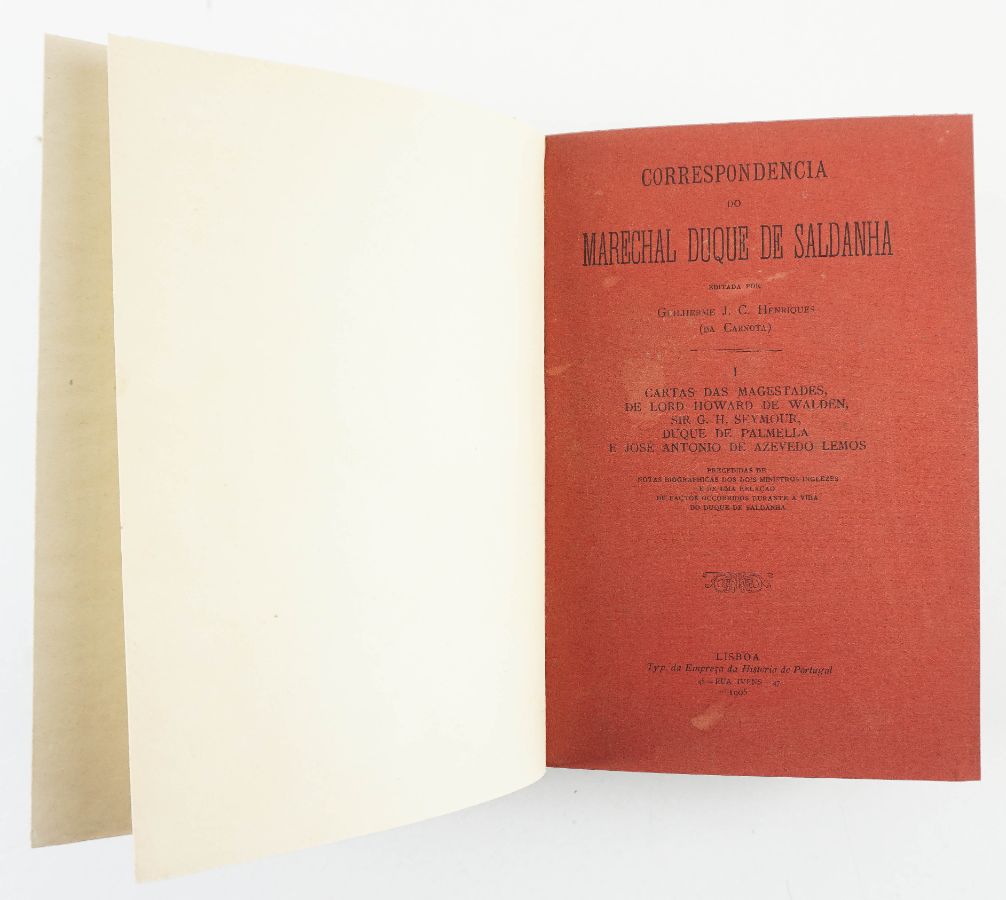 CORRESPONDENCIA
DO
MARECHAL DUQUE DE SALDANHA
EDITADA POR
GUILHERME J. C. HENRIQUES
(DA CARNOTA)
I
CARTAS DAS MAGESTADES,
DE LORD HOWARD DE WALDEN,
SIR G. H. SEYMOUR,
DUQUE DE PALMELLA
E JOSÉ ANTONIO DE AZEVEDO LEMOS
PRECEDIDAS DE
NOTAS BIOGRAPHICAS DOS DOIS MINISTROS INGLEZES
E DE UMA RELAÇÃO
DE FACTOS OCCORRIDOS DURANTE A VIDA
DO DUQUE DE SALDANHA
LISBOA
Typ. da Empreza da Historia de Portugal
45 — RUA IVENS — 47